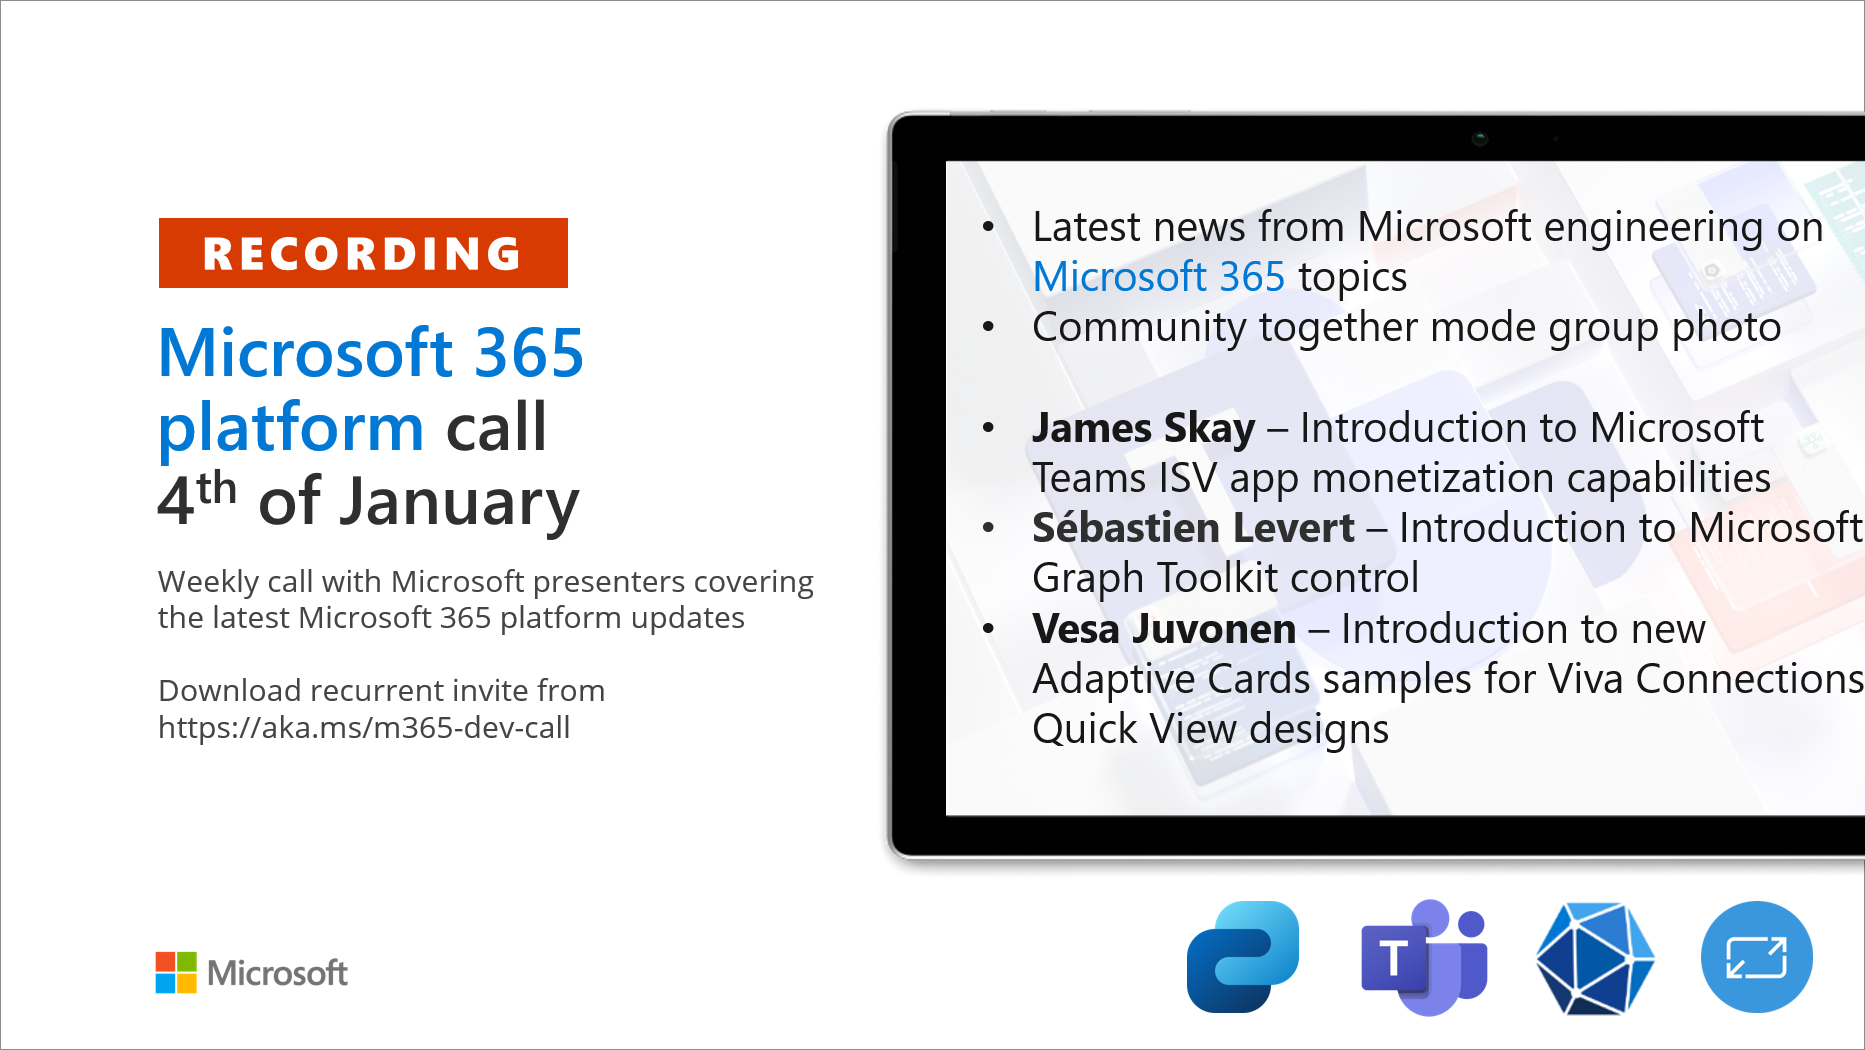 RECORDING
Microsoft 365
platform call
4th of January
Weekly call with Microsoft presenters covering
the latest Microsoft 365 platform updates
Download recurrent invite from
https://aka.ms/m365-dev-call
Microsoft
• Latest news from Microsoft engineering on
Microsoft 365 topics
• Community together mode group photo
• James Skay – Introduction to Microsoft
Teams ISV app monetization capabilities
• Sébastien Levert – Introduction to Microsoft
Graph Toolkit control
• Vesa Juvonen – Introduction to new
Adaptive Cards samples for Viva Connections
Quick View designs
T